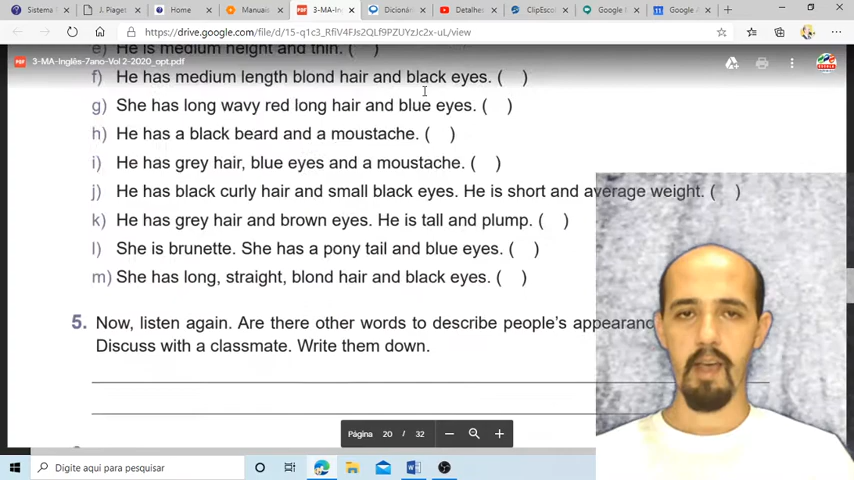 Sistema
J. Piaget
Home
Manuais
3-MA-In
Dicionári
Detalhes
ClipEsco
Google
Google
https://drive.google.com/file/d/15-q1c3_RfiV4FJs2QLf9PZUYzJc2x-uL/view
3-MA-Inglês-7ano-Vol 2-2020_opt.pdf
e) He is medium height and thin. ( )
f) He has medium length blond hair and black eyes. ( )
g) She has long wavy red long hair and blue eyes. ( )
h) He has a black beard and a moustache. ( )
i) He has grey hair, blue eyes and a moustache. ( )
j) He has black curly hair and small black eyes. He is short and average weight. ( )
k) He has grey hair and brown eyes. He is tall and plump. ( )
l) She is brunette. She has a pony tail and blue eyes. ( )
m) She has long, straight, blond hair and black eyes. ( )
5. Now, listen again. Are there other words to describe people's appearanc
Discuss with a classmate. Write them down.
Página 20 / 32
Digite aqui para pesquisar